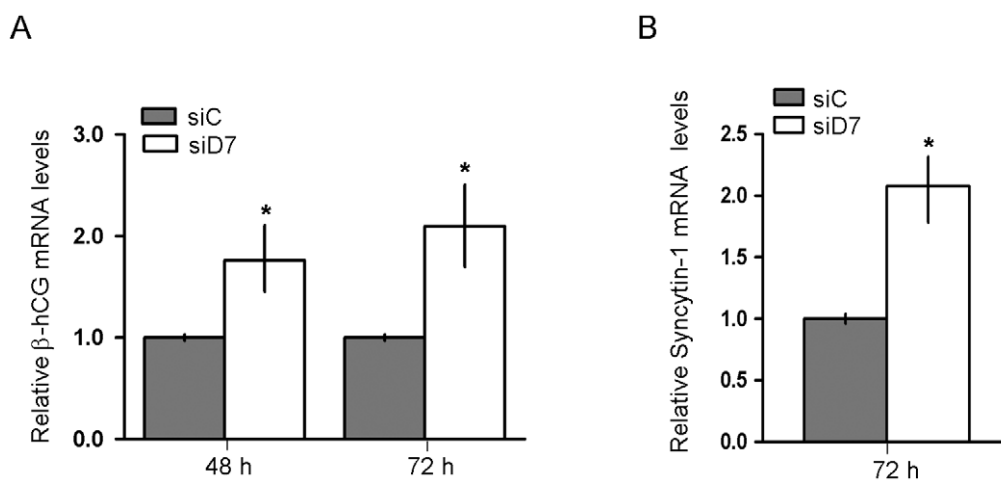 A
siC
siD7
Relative β-hCG mRNA levels
3.0
2.0
1.0
0.0
*
*
48 h
72 h
B
siC
siD7
Relative Syncytin-1 mRNA levels
2.5
2.0
1.5
1.0
0.5
0.0
*
72 h